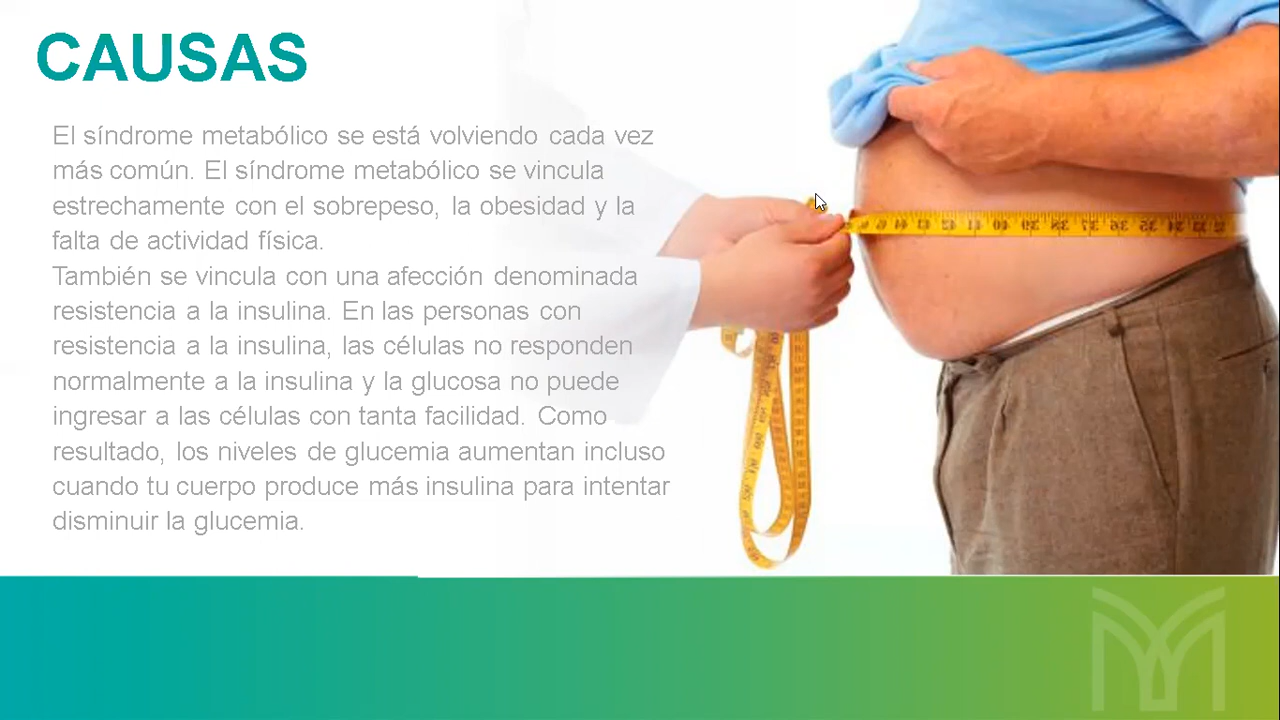 CAUSAS
El síndrome metabólico se está volviendo cada vez
más común. El síndrome metabólico se vincula
estrechamente con el sobrepeso, la obesidad y la
falta de actividad física.
También se vincula con una afección denominada
resistencia a la insulina. En las personas con
resistencia a la insulina, las células no responden
normalmente a la insulina y la glucosa no puede
ingresar a las células con tanta facilidad. Como
resultado, los niveles de glucemia aumentan incluso
cuando tu cuerpo produce más insulina para intentar
disminuir la glucemia.